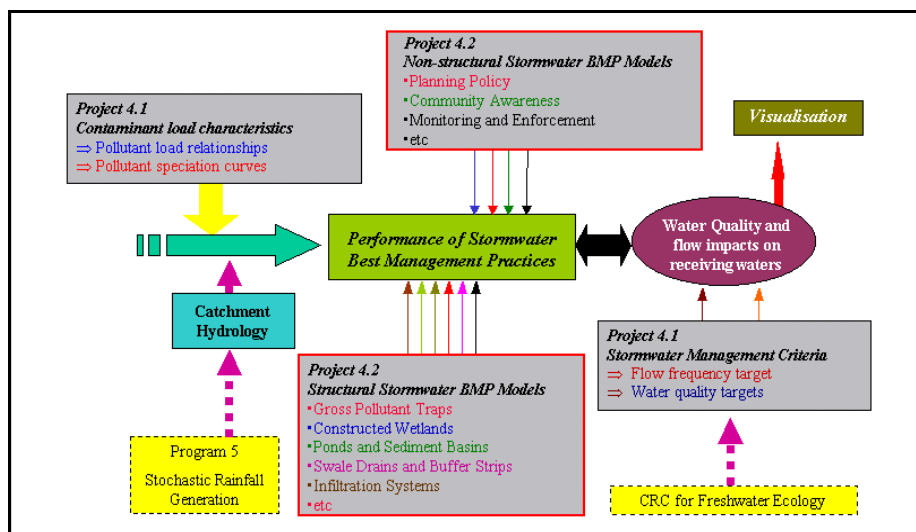 Project 4.2
Non-structural Stormwater BMP Models
•Planning Policy
•Community Awareness
•Monitoring and Enforcement
•etc
Project 4.1
Contaminant load characteristics
⇒ Pollutant load relationships
⇒ Pollutant speciation curves
Visualisation
Performance of Stormwater
Best Management Practices
Water Quality and
flow impacts on
receiving waters
Catchment
Hydrology
Project 4.2
Structural Stormwater BMP Models
•Gross Pollutant Traps
•Constructed Wetlands
•Ponds and Sediment Basins
•Swale Drains and Buffer Strips
•Infiltration Systems
•etc
Project 4.1
Stormwater Management Criteria
⇒ Flow frequency target
⇒ Water quality targets
Program 5
Stochastic Rainfall
Generation
CRC for Freshwater Ecology